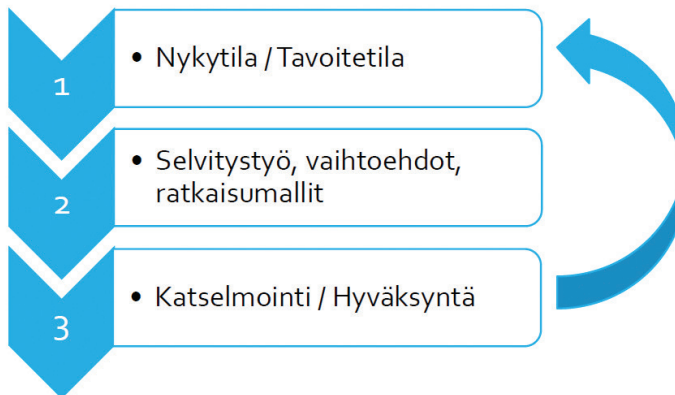 1
• Nykytila / Tavoitetila
2
• Selvitystyö, vaihtoehdot,
ratkaisumallit
3
• Katselmointi / Hyväksyntä